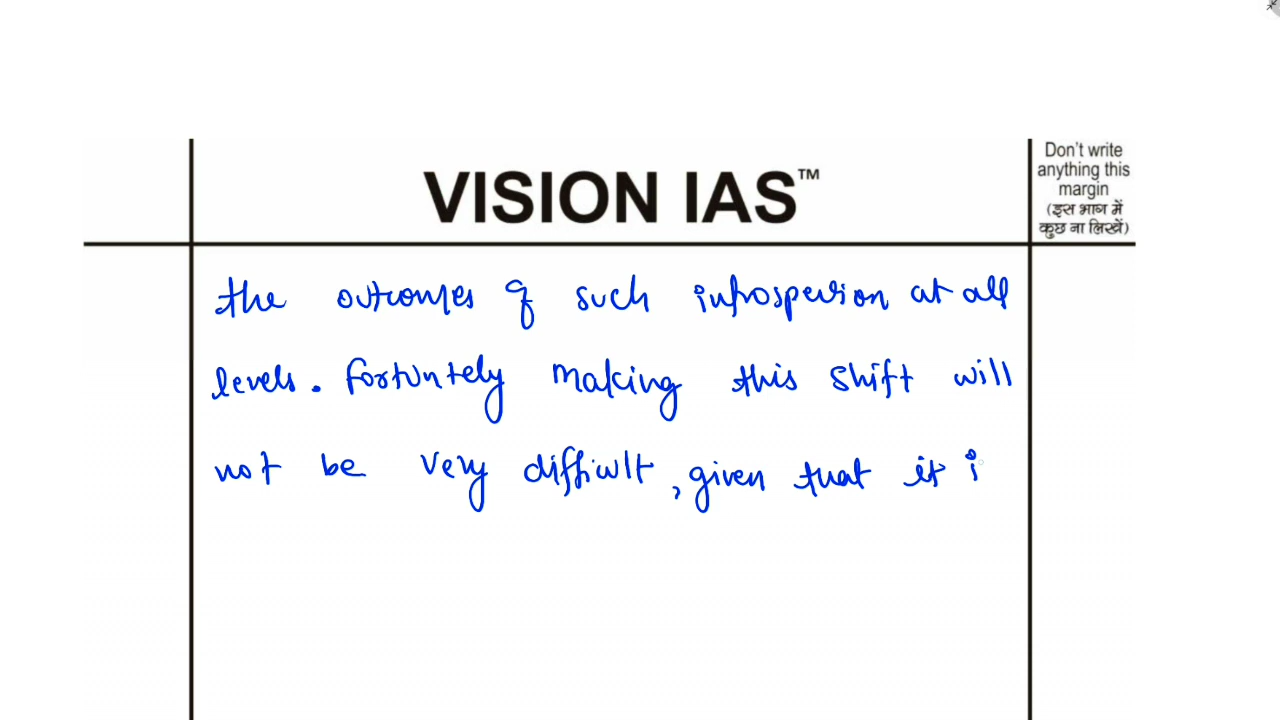 VISION IAS™
Don't write
anything this
margin
(इस भाग में
कुछ ना लिखें)
the outcomes of such introspection at all
levels. Fortuntely making this shift will
not be very difficult, given that it i